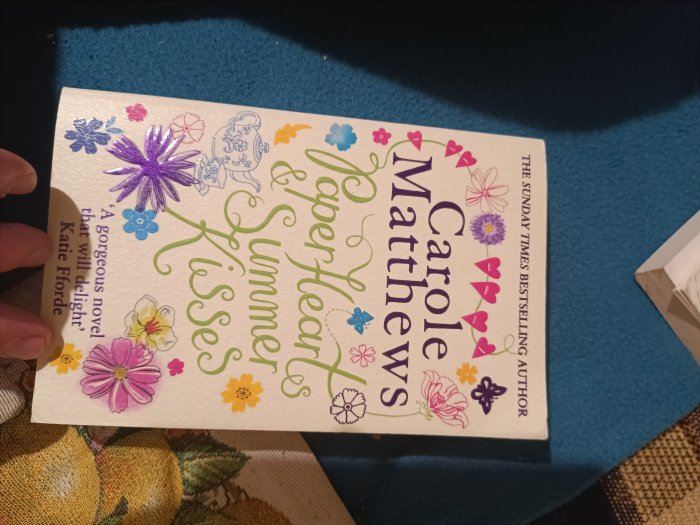 THE SUNDAY TIMES BESTSELLING AUTHOR
Carole
Matthews
Paper Hearts
& Summer
Kisses
'A gorgeous novel
that will delight'
Katie Fforde